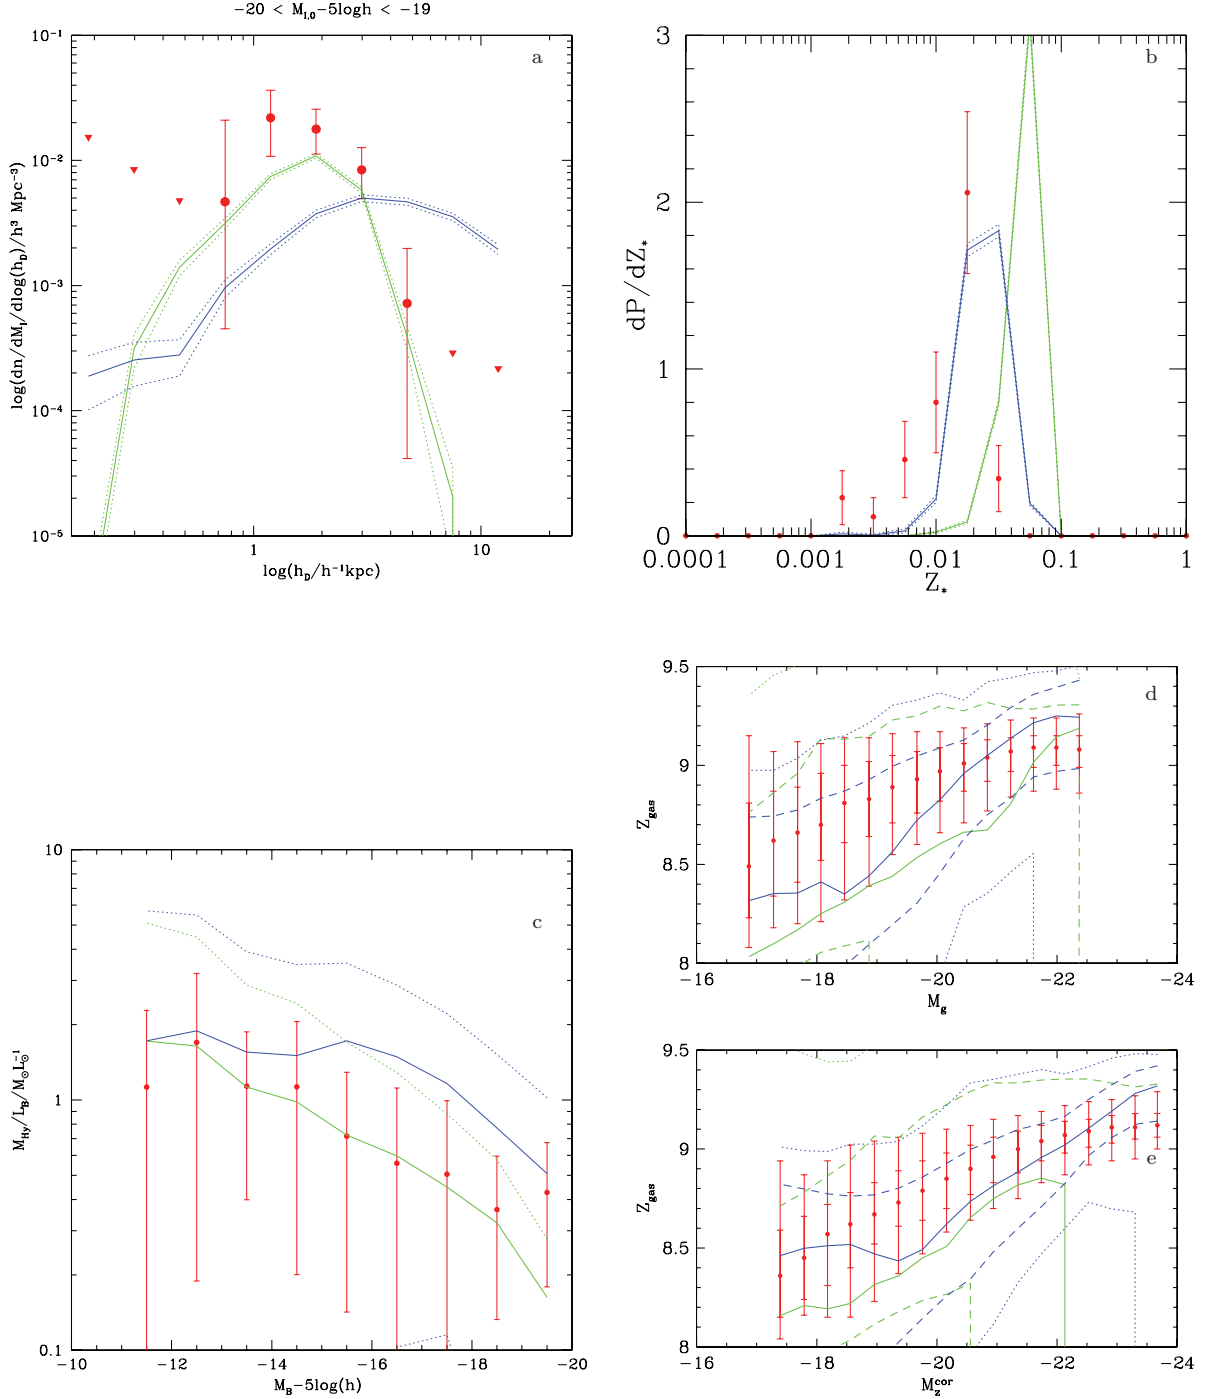 −20 < M_{I,0}−5logh < −19
a
10^{−1}
10^{−2}
10^{−3}
10^{−4}
10^{−5}
log(dn/dM_I/dlog(h_D)/h^3 Mpc^{−3})
1
10
log(h_D/h^{−1}kpc)
b
3
2
1
0
dP/dZ_*
0.0001
0.001
0.01
0.1
1
Z_*
c
10
1
0.1
M_{Hy}/L_B/M_⊙L_⊙^{−1}
−10
−12
−14
−16
−18
−20
M_B−5log(h)
d
9.5
9
8.5
8
Z_{gas}
−16
−18
−20
−22
−24
M_g
e
9.5
9
8.5
8
Z_{gas}
−16
−18
−20
−22
−24
M_Z^{cor}